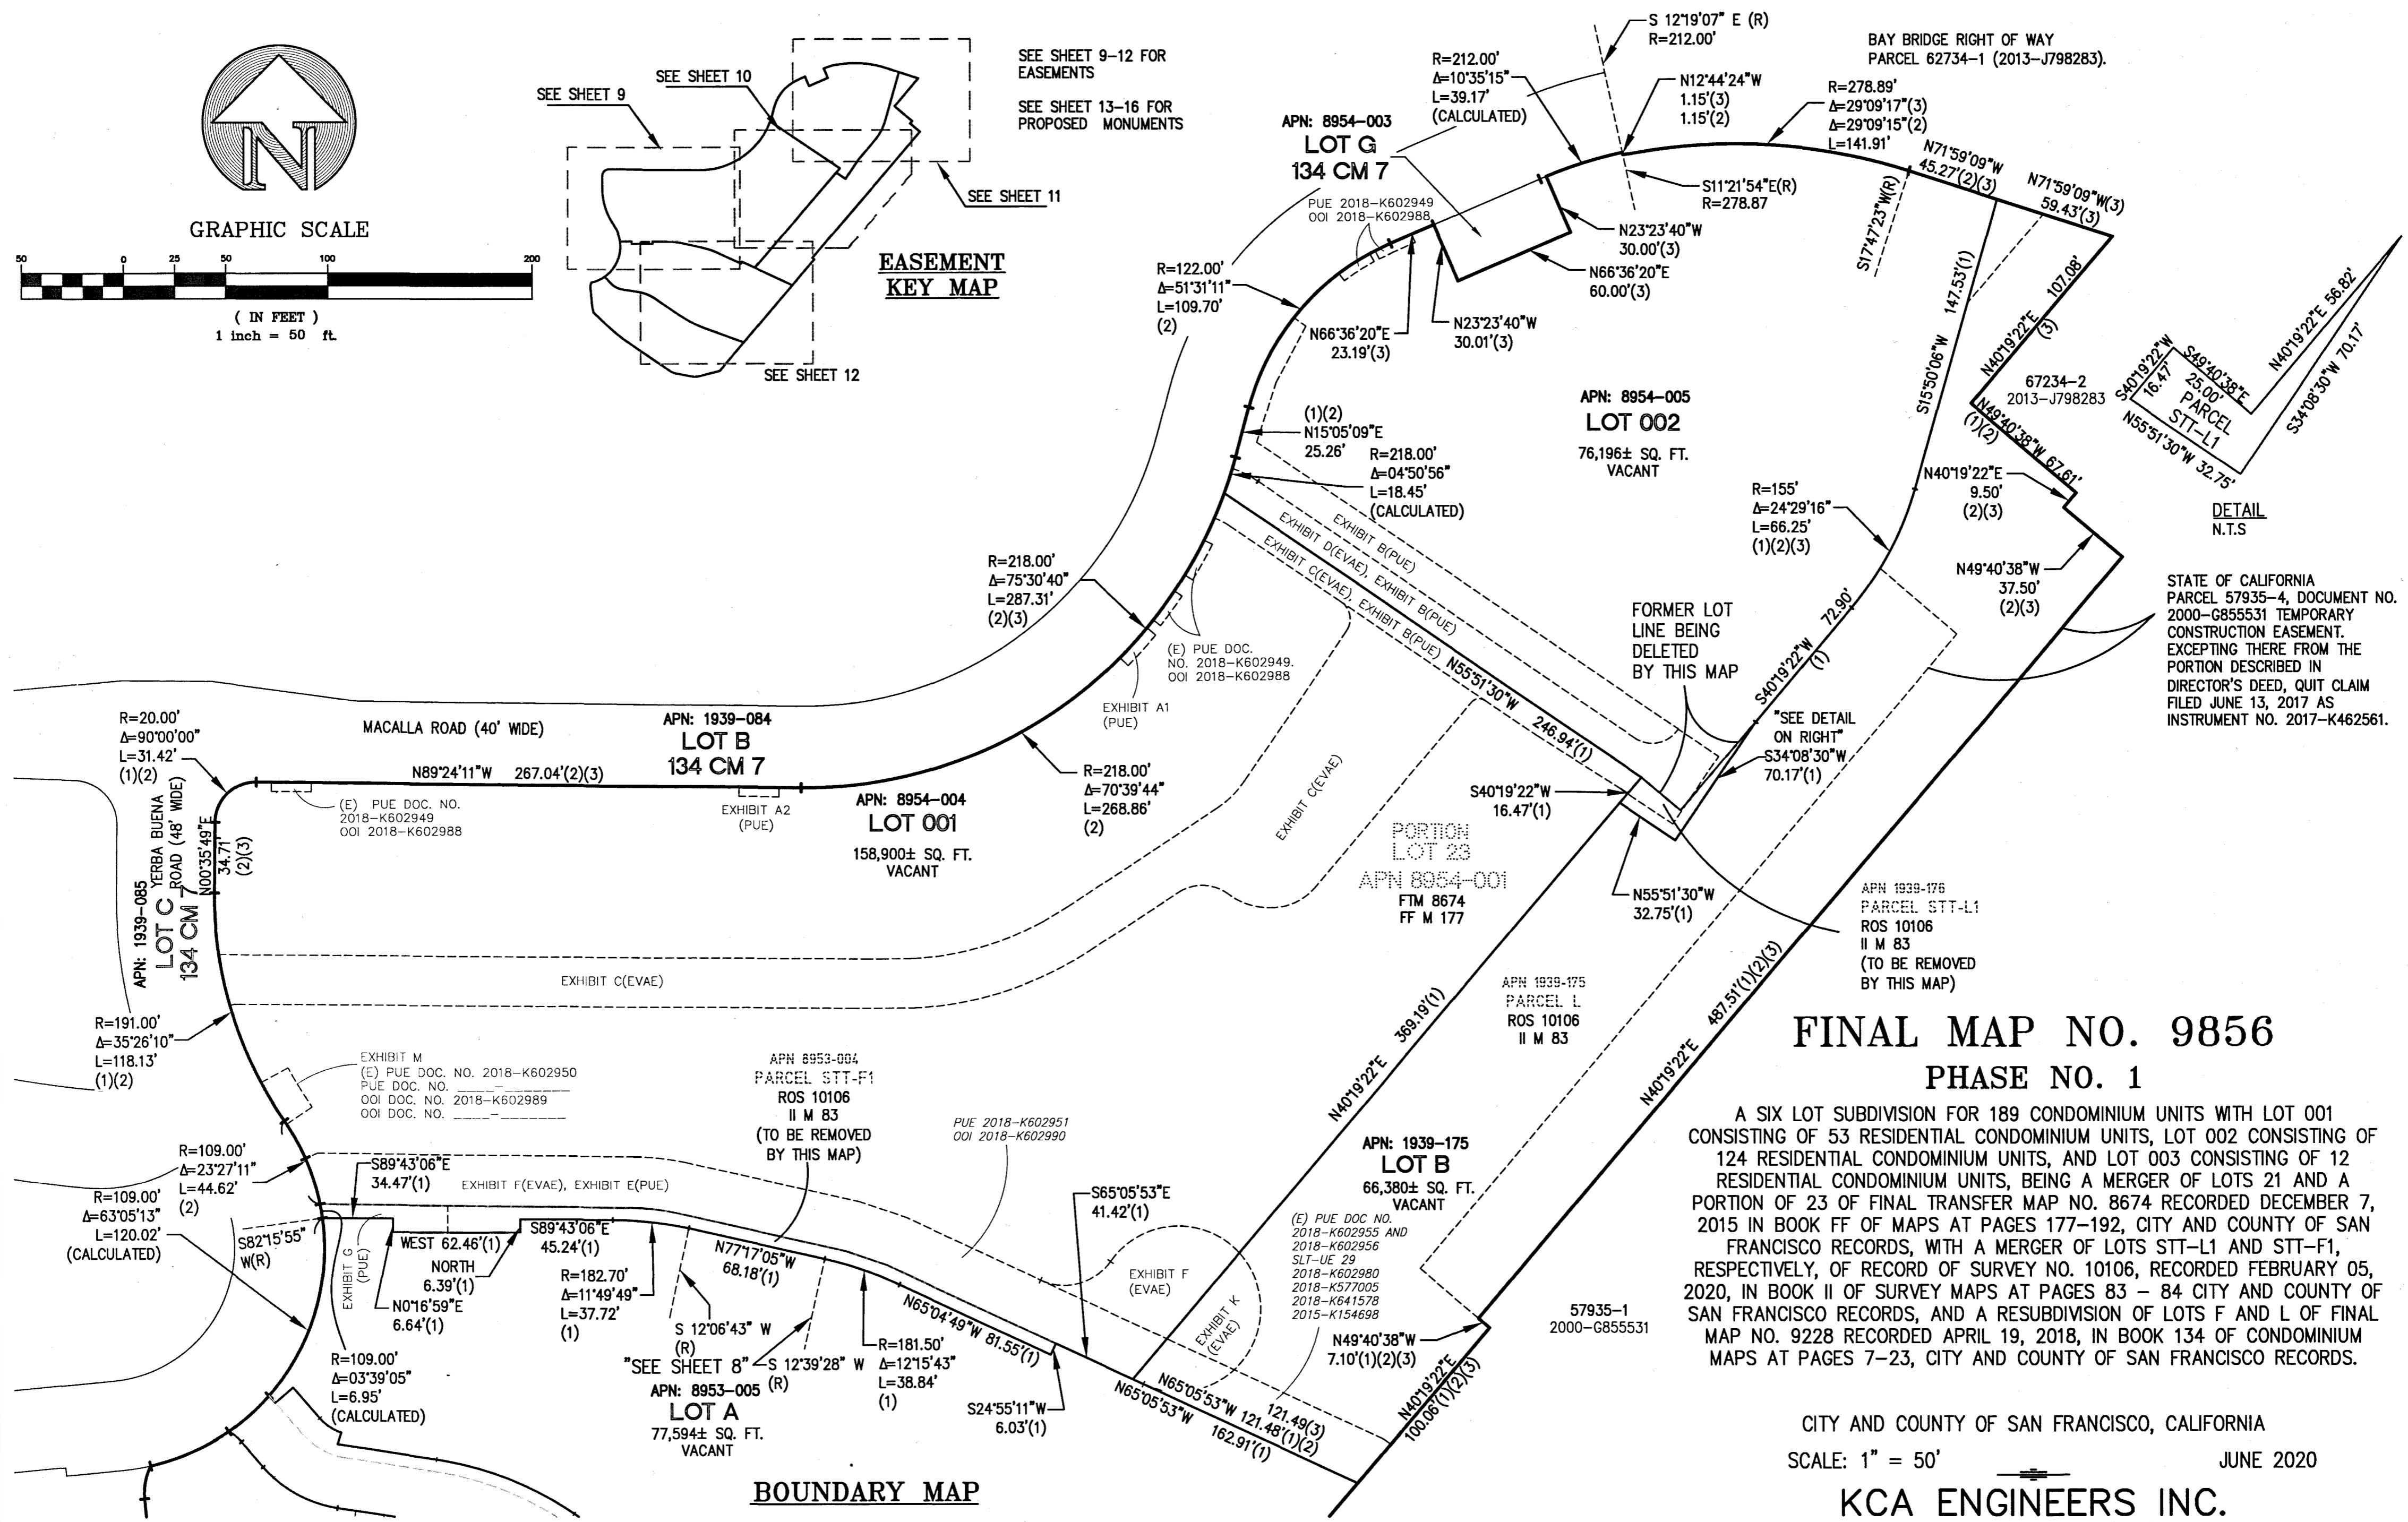 N
GRAPHIC SCALE
50 0 25 50 100 200
( IN FEET )
1 inch = 50 ft.
SEE SHEET 9
SEE SHEET 10
SEE SHEET 11
SEE SHEET 12
EASEMENT
KEY MAP
SEE SHEET 9-12 FOR
EASEMENTS
SEE SHEET 13-16 FOR
PROPOSED MONUMENTS
S 12°19'07" E (R)
R=212.00'
R=212.00'
Δ=10°35'15"
L=39.17'
(CALCULATED)
N12°44'24"W
1.15'(3)
1.15'(2)
BAY BRIDGE RIGHT OF WAY
PARCEL 62734-1 (2013-J798283).
R=278.89'
Δ=29°09'17"(3)
Δ=29°09'15"(2)
L=141.91'
N71°59'09"W
45.27'(2)(3)
N71°59'09"W(3)
59.43'(3)
APN: 8954-003
LOT G
134 CM 7
PUE 2018-K602949
OOI 2018-K602988
S11°21'54"E(R)
R=278.87
S17°47'23"W(R)
N23°23'40"W
30.00'(3)
N66°36'20"E
60.00'(3)
N23°23'40"W
30.01'(3)
N66°36'20"E
23.19'(3)
R=122.00'
Δ=51°31'11"
L=109.70'
(2)
(1)(2)
N15°05'09"E
25.26'
R=218.00'
Δ=04°50'56"
L=18.45'
(CALCULATED)
APN: 8954-005
LOT 002
76,196± SQ. FT.
VACANT
S15°50'06"W 147.53'(1)
N40°19'22"E 107.08'
(3)
67234-2
2013-J798283
N49°40'38"W 67.61'
(1)(2)
N40°19'22"E
9.50'
(2)(3)
N49°40'38"W
37.50'
(2)(3)
S40°19'22"W
16.47'
S49°40'38"E
25.00'
PARCEL
STT-L1
N40°19'22"E 56.82'
S34°08'30"W 70.17'
N55°51'30"W 32.75'
DETAIL
N.T.S
R=155'
Δ=24°29'16"
L=66.25'
(1)(2)(3)
STATE OF CALIFORNIA
PARCEL 57935-4, DOCUMENT NO.
2000-G855531 TEMPORARY
CONSTRUCTION EASEMENT.
EXCEPTING THERE FROM THE
PORTION DESCRIBED IN
DIRECTOR'S DEED, QUIT CLAIM
FILED JUNE 13, 2017 AS
INSTRUMENT NO. 2017-K462561.
R=218.00'
Δ=75°30'40"
L=287.31'
(2)(3)
EXHIBIT B(PUE)
EXHIBIT D(EVAE), EXHIBIT B(PUE)
EXHIBIT C(EVAE), EXHIBIT B(PUE)
N55°51'30"W 246.94'(1)
FORMER LOT
LINE BEING
DELETED
BY THIS MAP
S40°19'22"W 72.90'
(1)
"SEE DETAIL
ON RIGHT"
S34°08'30"W
70.17'(1)
(E) PUE DOC.
NO. 2018-K602949.
OOI 2018-K602988
EXHIBIT A1
(PUE)
R=20.00'
Δ=90°00'00"
L=31.42'
(1)(2)
MACALLA ROAD (40' WIDE)
APN: 1939-084
LOT B
134 CM 7
N89°24'11"W 267.04'(2)(3)
(E) PUE DOC. NO.
2018-K602949
OOI 2018-K602988
EXHIBIT A2
(PUE)
APN: 8954-004
LOT 001
158,900± SQ. FT.
VACANT
R=218.00'
Δ=70°39'44"
L=268.86'
(2)
APN: 1939-085
LOT C
134 CM 7
YERBA BUENA
ROAD (48' WIDE)
N00°35'49"E
34.71'
(2)(3)
EXHIBIT C(EVAE)
S40°19'22"W
16.47'(1)
PORTION
LOT 23
APN 8954-001
FTM 8674
FF M 177
N55°51'30"W
32.75'(1)
APN 1939-176
PARCEL STT-L1
ROS 10106
II M 83
(TO BE REMOVED
BY THIS MAP)
EXHIBIT C(EVAE)
APN 1939-175
PARCEL L
ROS 10106
II M 83
N40°19'22"E 369.19'(1)
N40°19'22"E 487.51'(1)(2)(3)
R=191.00'
Δ=35°26'10"
L=118.13'
(1)(2)
EXHIBIT M
(E) PUE DOC. NO. 2018-K602950
PUE DOC. NO. ____-_______
OOI DOC. NO. 2018-K602989
OOI DOC. NO. ____-_______
APN 8953-004
PARCEL STT-F1
ROS 10106
II M 83
(TO BE REMOVED
BY THIS MAP)
PUE 2018-K602951
OOI 2018-K602990
R=109.00'
Δ=23°27'11"
L=44.62'
(2)
R=109.00'
Δ=63°05'13"
L=120.02'
(CALCULATED)
S89°43'06"E
34.47'(1)
EXHIBIT F(EVAE), EXHIBIT E(PUE)
S82°15'55"
W(R)
EXHIBIT G
(PUE)
WEST 62.46'(1)
NORTH
6.39'(1)
N0°16'59"E
6.64'(1)
S89°43'06"E
45.24'(1)
R=182.70'
Δ=11°49'49"
L=37.72'
(1)
N77°17'05"W
68.18'(1)
S 12°06'43" W
(R)
"SEE SHEET 8"
S 12°39'28" W
(R)
N65°04'49"W 81.55'(1)
R=181.50'
Δ=12°15'43"
L=38.84'
(1)
S65°05'53"E
41.42'(1)
S24°55'11"W
6.03'(1)
R=109.00'
Δ=03°39'05"
L=6.95'
(CALCULATED)
APN: 8953-005
LOT A
77,594± SQ. FT.
VACANT
EXHIBIT F
(EVAE)
EXHIBIT K
(EVAE)
APN: 1939-175
LOT B
66,380± SQ. FT.
VACANT
(E) PUE DOC NO.
2018-K602955 AND
2018-K602956
SLT-UE 29
2018-K602980
2018-K577005
2018-K641578
2015-K154698
N49°40'38"W
7.10'(1)(2)(3)
N40°19'22"E
100.06'(1)(2)(3)
121.49(3)
N65°05'53"W 121.48'(1)(2)
N65°05'53"W 162.91'(1)
57935-1
2000-G855531
BOUNDARY MAP
FINAL MAP NO. 9856
PHASE NO. 1
A SIX LOT SUBDIVISION FOR 189 CONDOMINIUM UNITS WITH LOT 001
CONSISTING OF 53 RESIDENTIAL CONDOMINIUM UNITS, LOT 002 CONSISTING OF
124 RESIDENTIAL CONDOMINIUM UNITS, AND LOT 003 CONSISTING OF 12
RESIDENTIAL CONDOMINIUM UNITS, BEING A MERGER OF LOTS 21 AND A
PORTION OF 23 OF FINAL TRANSFER MAP NO. 8674 RECORDED DECEMBER 7,
2015 IN BOOK FF OF MAPS AT PAGES 177-192, CITY AND COUNTY OF SAN
FRANCISCO RECORDS, WITH A MERGER OF LOTS STT-L1 AND STT-F1,
RESPECTIVELY, OF RECORD OF SURVEY NO. 10106, RECORDED FEBRUARY 05,
2020, IN BOOK II OF SURVEY MAPS AT PAGES 83 - 84 CITY AND COUNTY OF
SAN FRANCISCO RECORDS, AND A RESUBDIVISION OF LOTS F AND L OF FINAL
MAP NO. 9228 RECORDED APRIL 19, 2018, IN BOOK 134 OF CONDOMINIUM
MAPS AT PAGES 7-23, CITY AND COUNTY OF SAN FRANCISCO RECORDS.
CITY AND COUNTY OF SAN FRANCISCO, CALIFORNIA
SCALE: 1" = 50' JUNE 2020
KCA ENGINEERS INC.